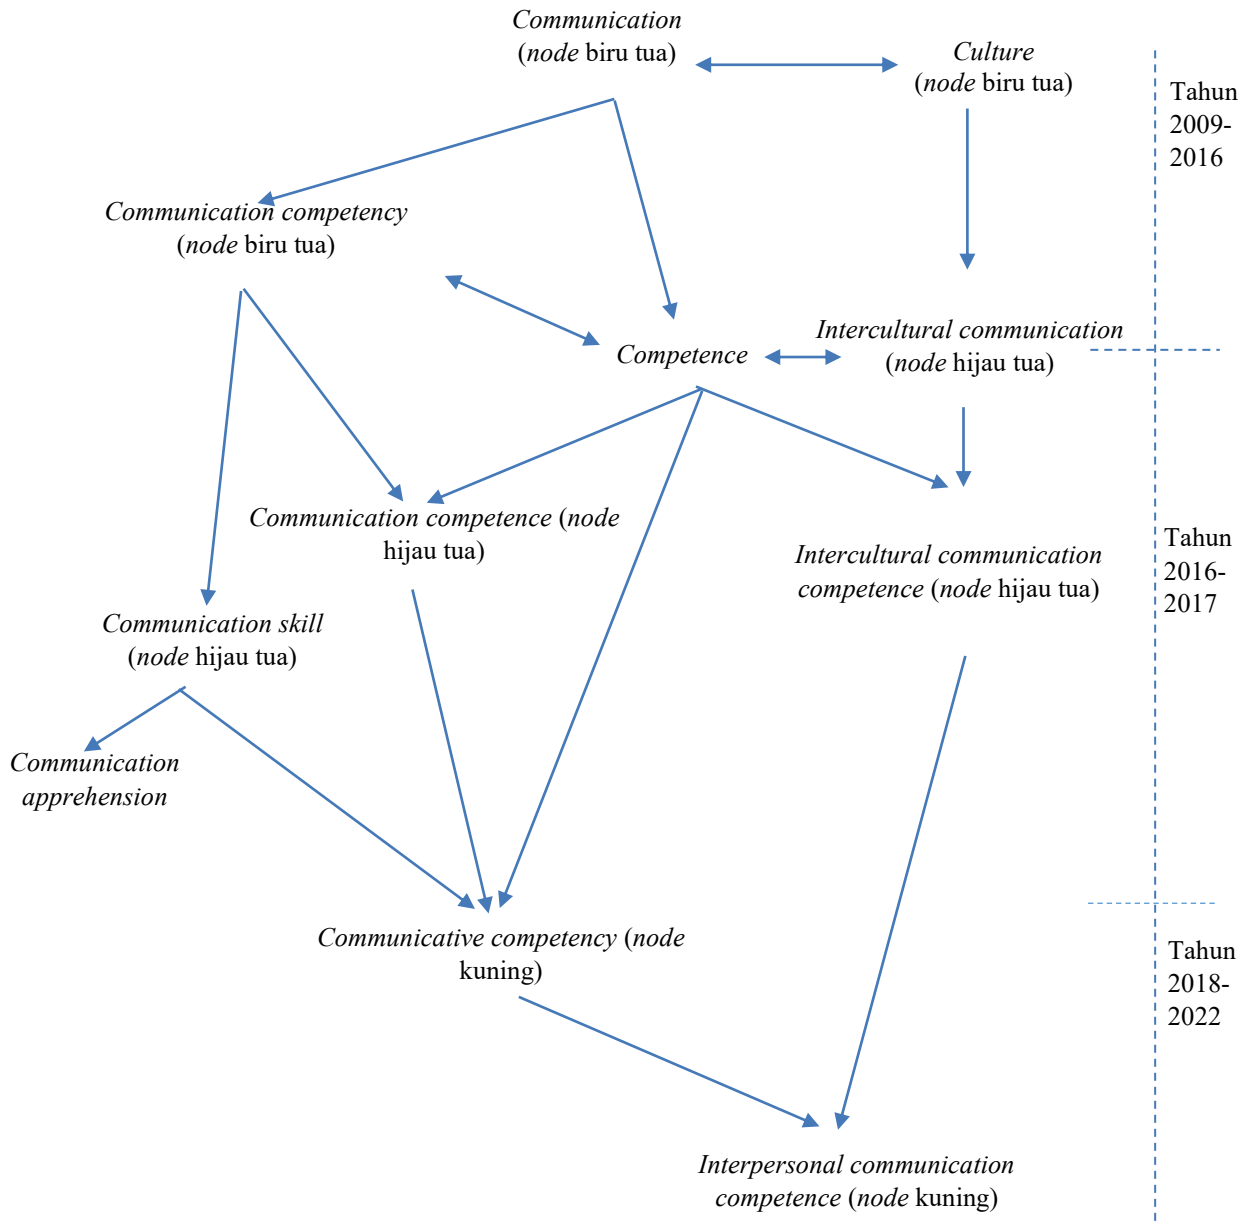 Communication
(node biru tua)
Culture
(node biru tua)
Tahun
2009-
2016
Communication competency
(node biru tua)
Intercultural communication
(node hijau tua)
Competence
Communication competence (node
hijau tua)
Intercultural communication
competence (node hijau tua)
Tahun
2016-
2017
Communication skill
(node hijau tua)
Communication
apprehension
Communicative competency (node
kuning)
Tahun
2018-
2022
Interpersonal communication
competence (node kuning)